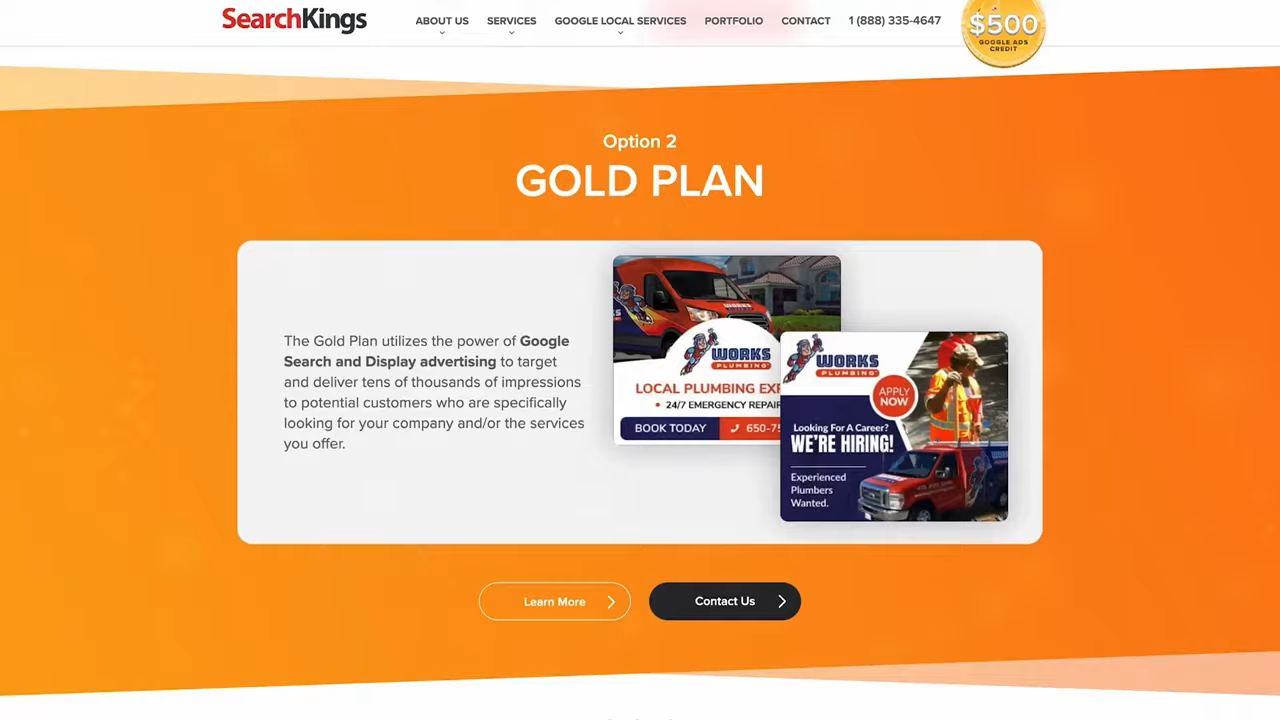 SearchKings
ABOUT US
SERVICES
GOOGLE LOCAL SERVICES
PORTFOLIO
CONTACT
1 (888) 335-4647
$500
GOOGLE ADS
CREDIT
Option 2
GOLD PLAN
The Gold Plan utilizes the power of Google
Search and Display advertising to target
and deliver tens of thousands of impressions
to potential customers who are specifically
looking for your company and/or the services
you offer.
WORKS
PLUMBING
LOCAL PLUMBING EXP
• 24/7 EMERGENCY REPAIR
BOOK TODAY
650-75
WORKS
PLUMBING
APPLY
NOW
Looking For A Career?
WE'RE HIRING!
Experienced
Plumbers
Wanted.
Learn More
Contact Us